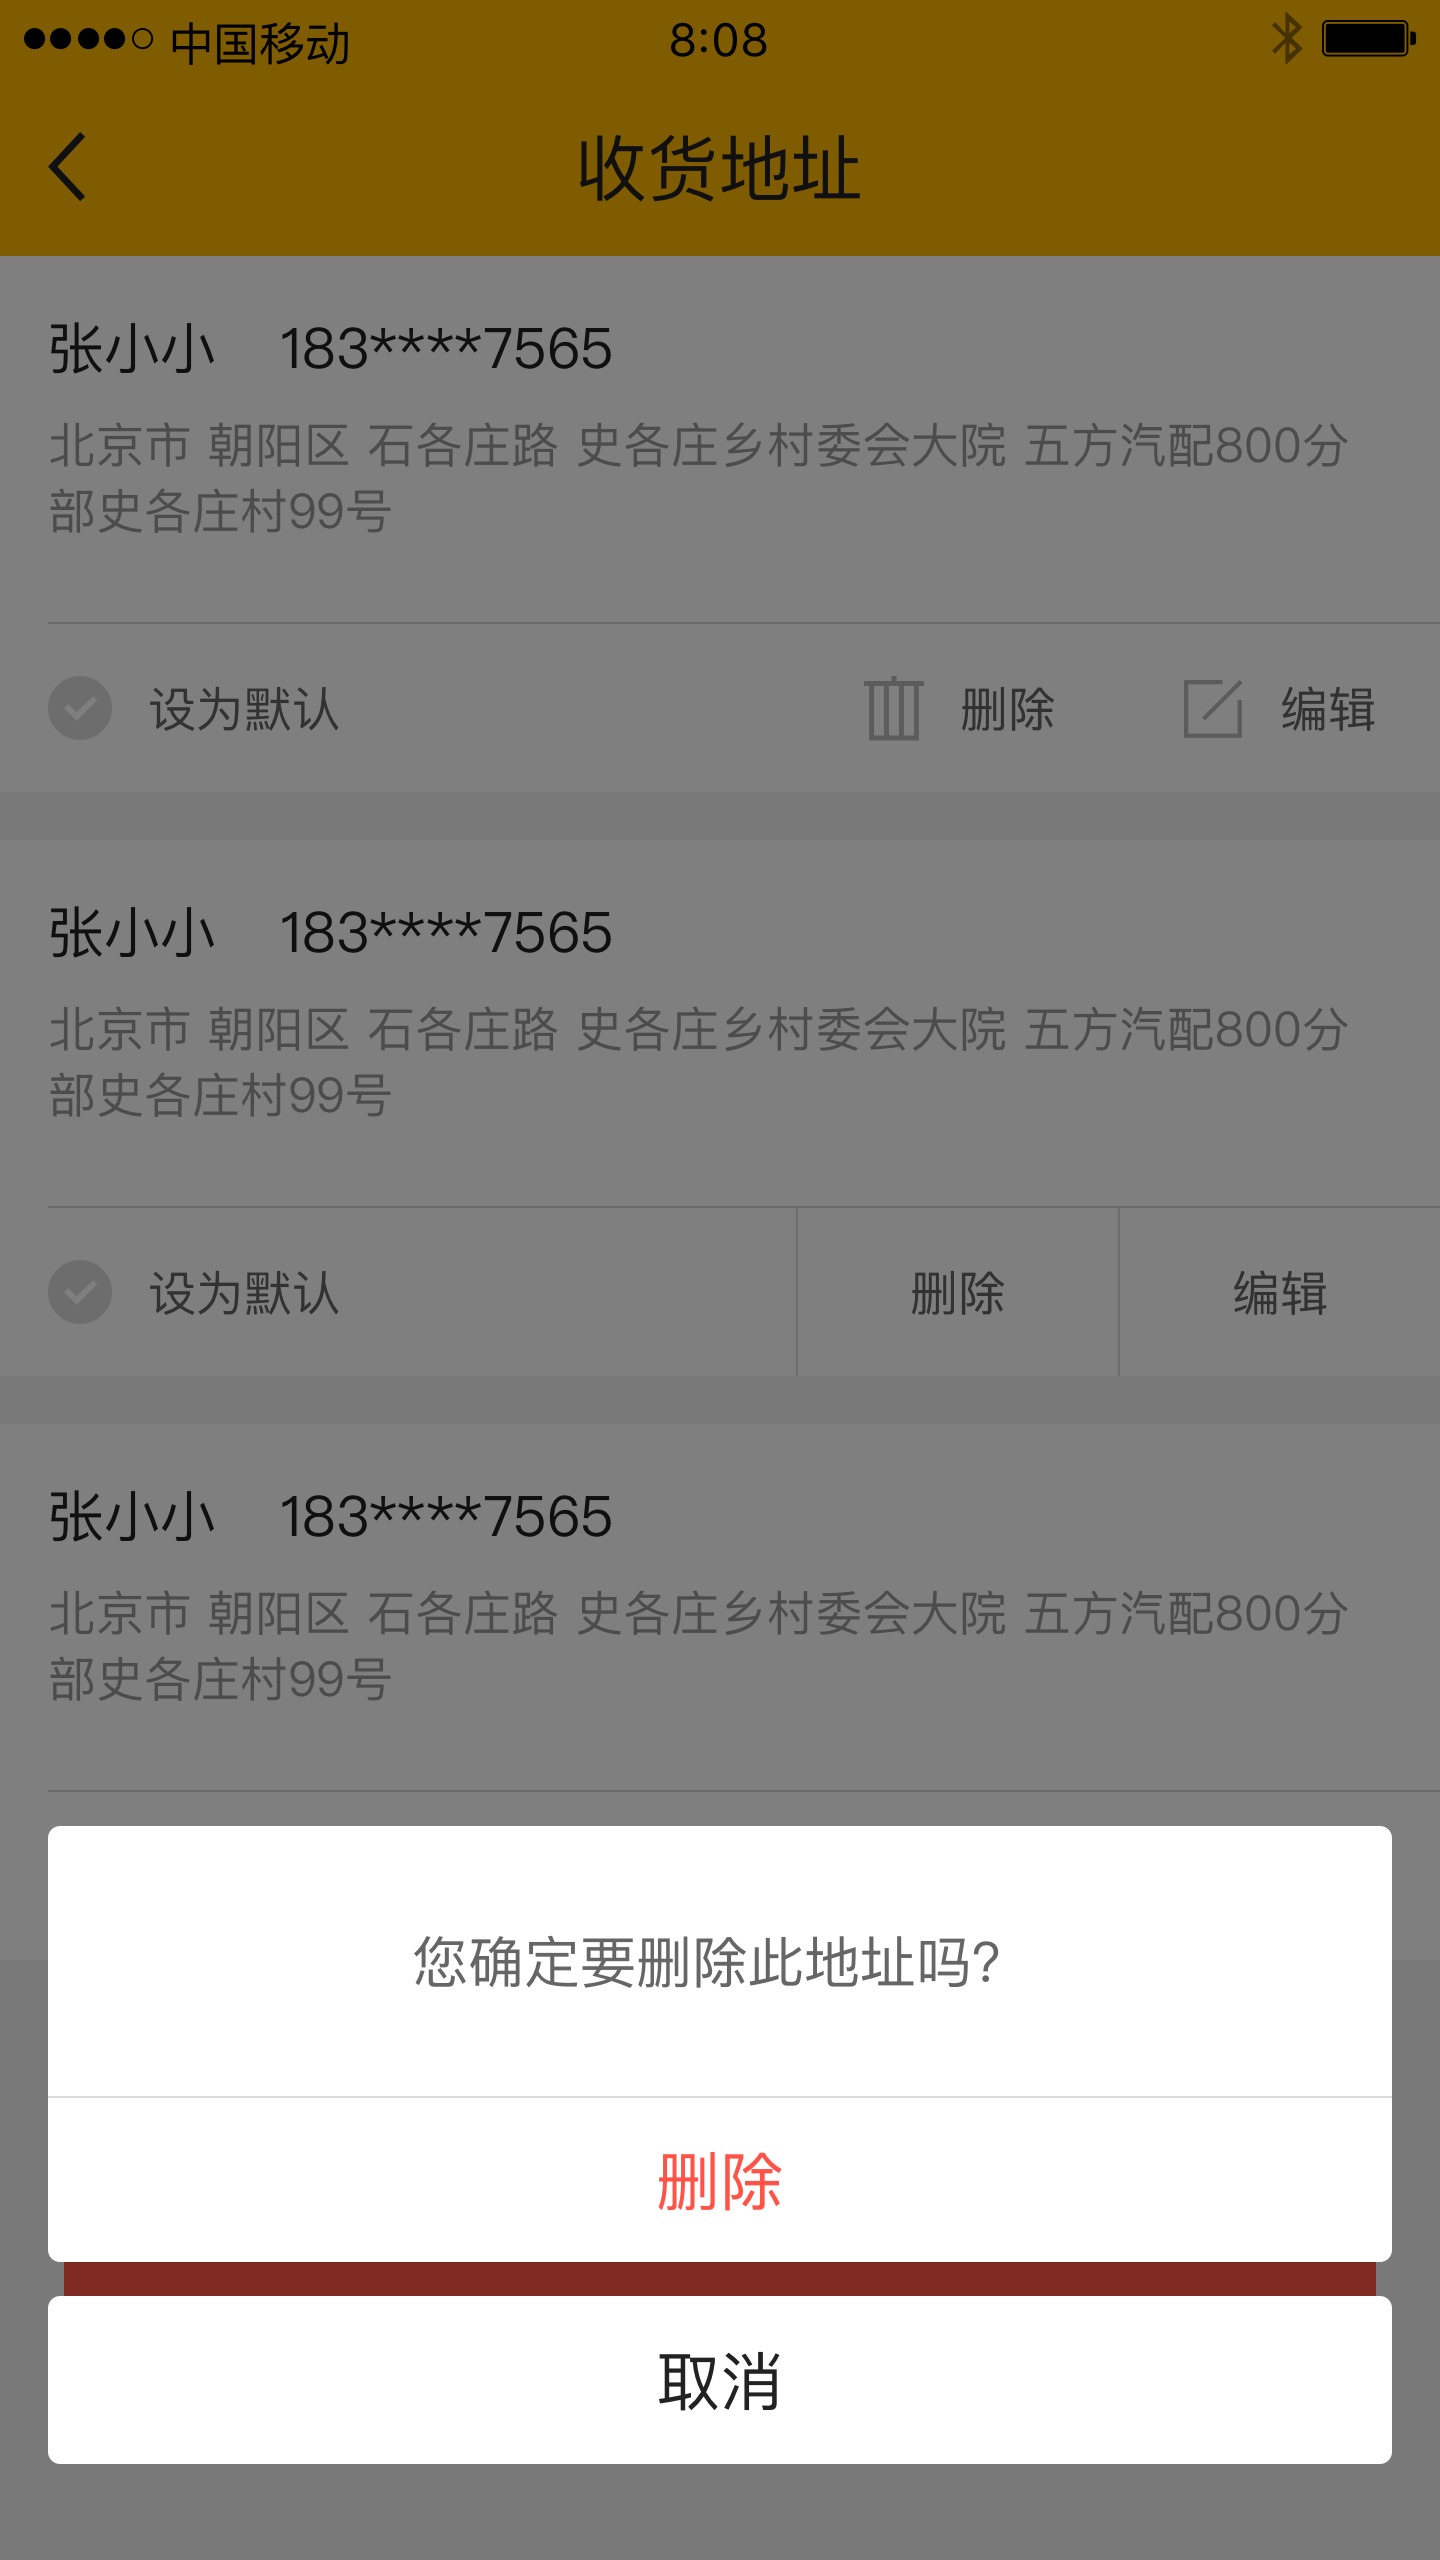 中国移动 8:08
收货地址
张小小 183****7565
北京市 朝阳区 石各庄路 史各庄乡村委会大院 五方汽配800分
部史各庄村99号
设为默认 删除 编辑
张小小 183****7565
北京市 朝阳区 石各庄路 史各庄乡村委会大院 五方汽配800分
部史各庄村99号
设为默认 删除 编辑
张小小 183****7565
北京市 朝阳区 石各庄路 史各庄乡村委会大院 五方汽配800分
部史各庄村99号
您确定要删除此地址吗?
删除
取消